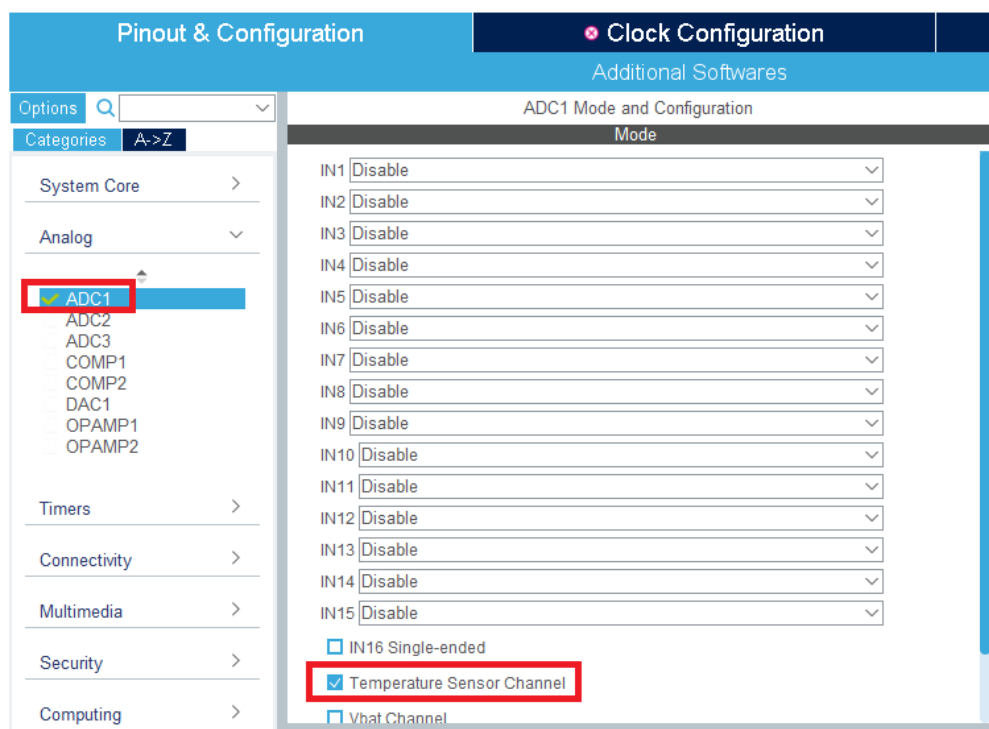 Pinout & Configuration
Clock Configuration
Additional Softwares
Options
Categories
A->Z
System Core
Analog
ADC1
ADC2
ADC3
COMP1
COMP2
DAC1
OPAMP1
OPAMP2
Timers
Connectivity
Multimedia
Security
Computing
ADC1 Mode and Configuration
Mode
IN1 Disable
IN2 Disable
IN3 Disable
IN4 Disable
IN5 Disable
IN6 Disable
IN7 Disable
IN8 Disable
IN9 Disable
IN10 Disable
IN11 Disable
IN12 Disable
IN13 Disable
IN14 Disable
IN15 Disable
IN16 Single-ended
Temperature Sensor Channel
Vbat Channel